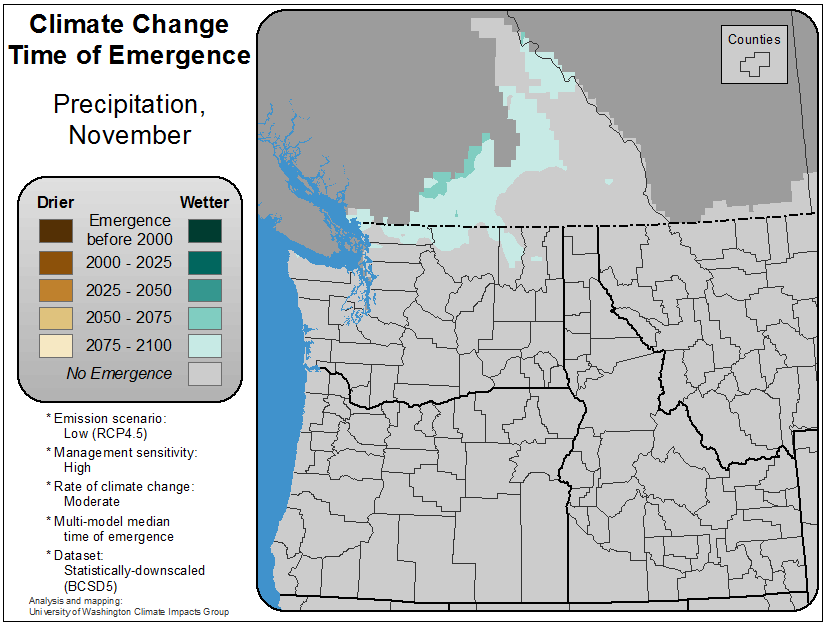 Climate Change
Time of Emergence
Precipitation,
November
Drier
Wetter
Emergence
before 2000
2000 - 2025
2025 - 2050
2050 - 2075
2075 - 2100
No Emergence
* Emission scenario:
Low (RCP4.5)
* Management sensitivity:
High
* Rate of climate change:
Moderate
* Multi-model median
time of emergence
* Dataset:
Statistically-downscaled
(BCSD5)
Analysis and mapping:
University of Washington Climate Impacts Group
Counties